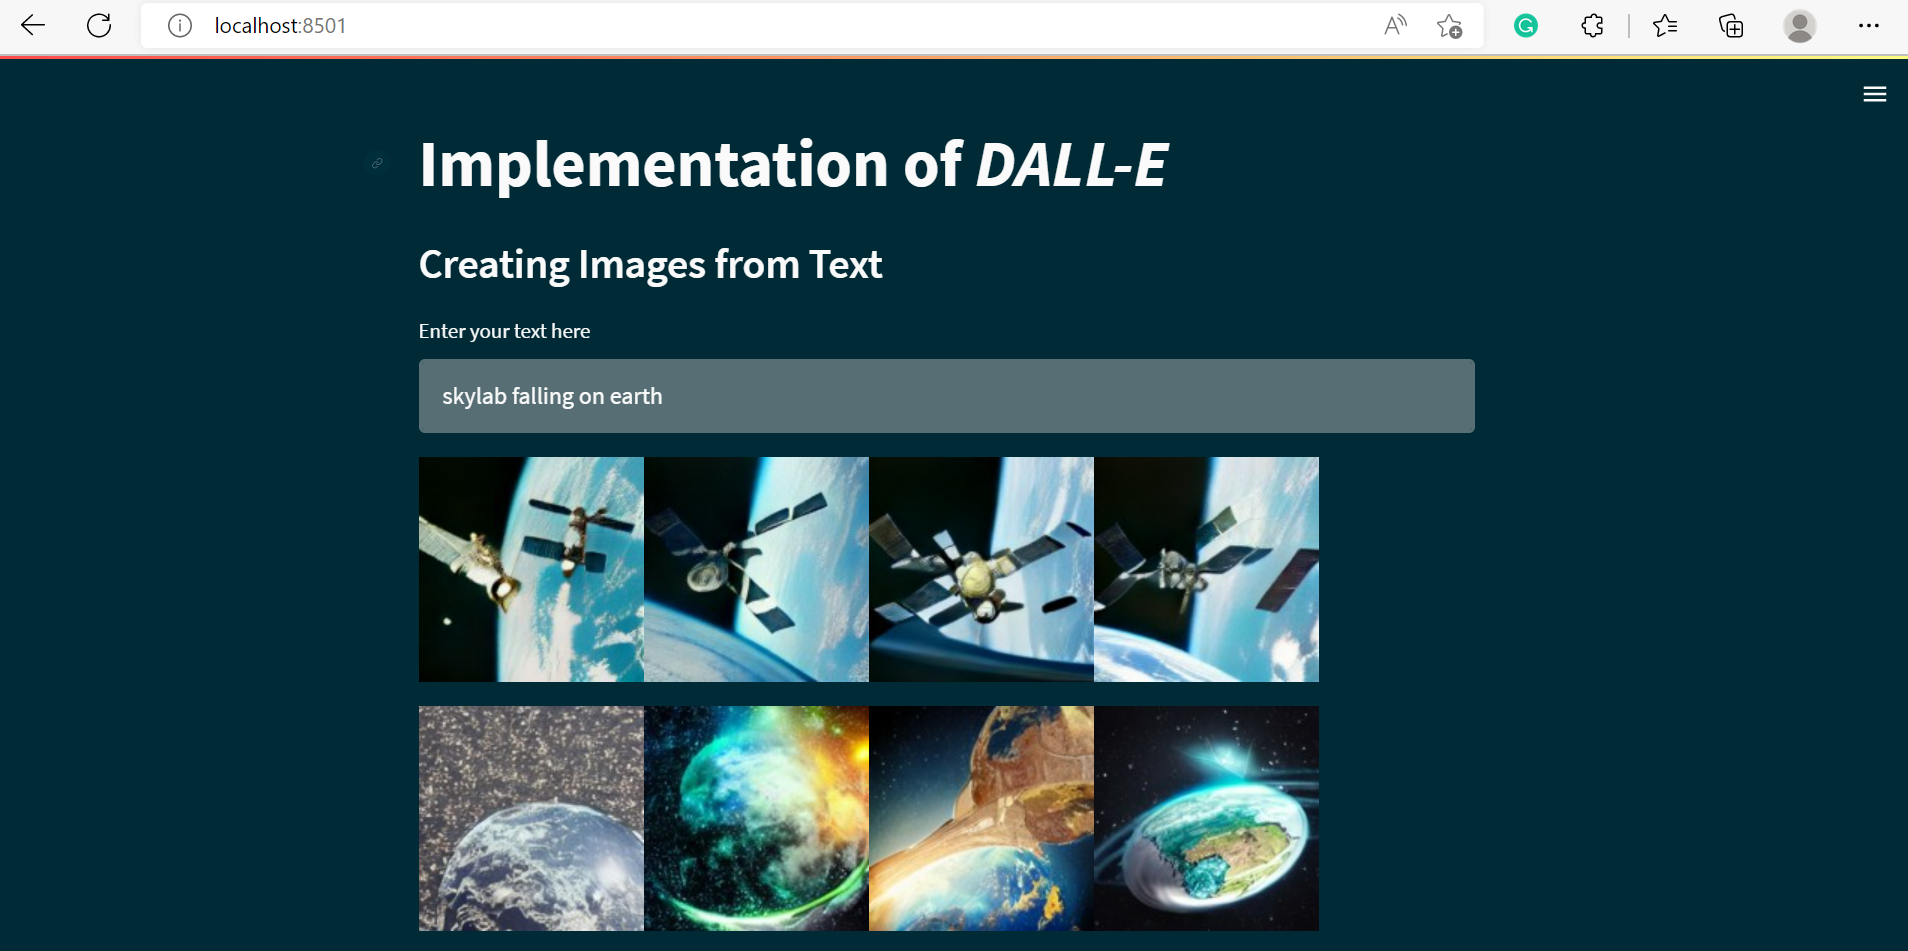 localhost:8501
Implementation of DALL-E
Creating Images from Text
Enter your text here
skylab falling on earth